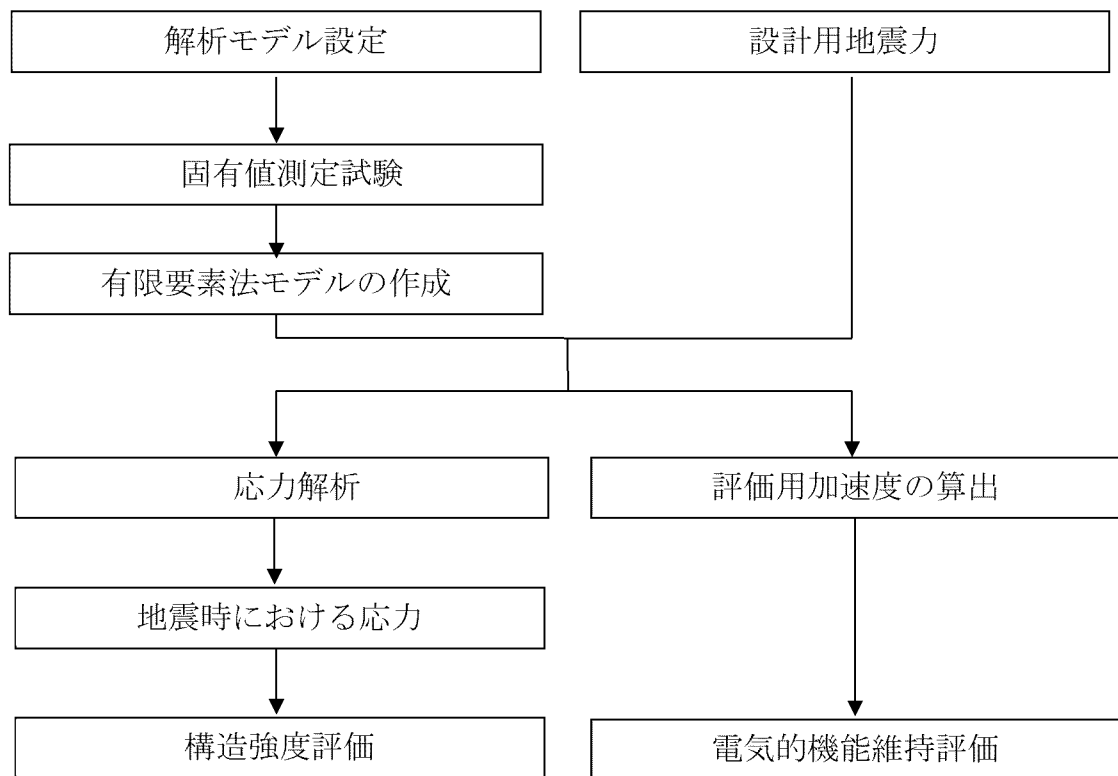 解析モデル設定
設計用地震力
固有値測定試験
有限要素法モデルの作成
応力解析
評価用加速度の算出
地震時における応力
構造強度評価
電気的機能維持評価